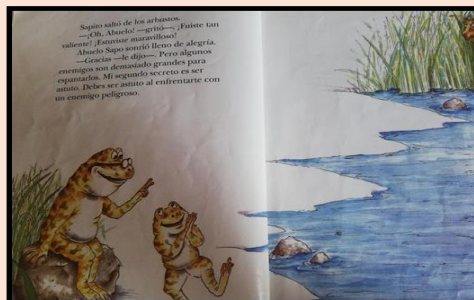 Sapito saltó de los arbustos.
—¡Oh, Abuelo! —gritó—. ¡Fuiste tan
valiente! ¡Estuviste maravilloso!
Abuelo Sapo sonrió lleno de alegría.
—Gracias —le dijo—. Pero algunos
enemigos son demasiado grandes para
espantarlos. Mi segundo secreto es ser
astuto. Debes ser astuto al enfrentarte con
un enemigo peligroso.